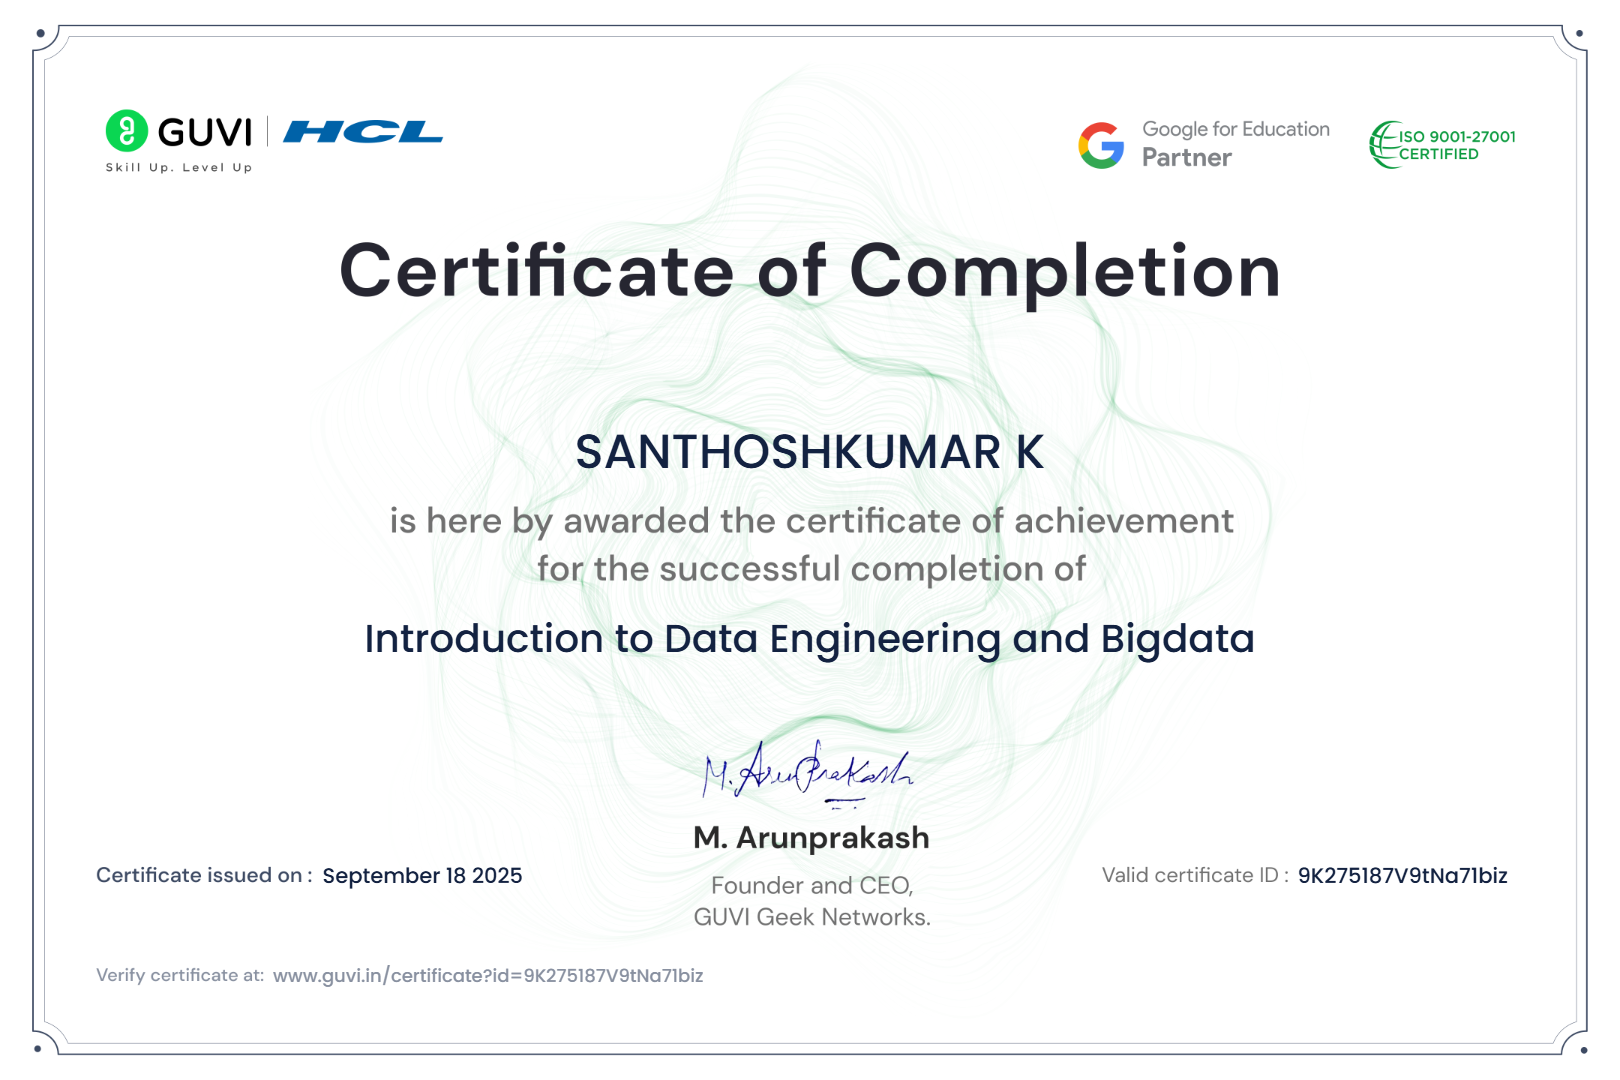 GUVI | HCL
Skill Up. Level Up
Google for Education
Partner
ISO 9001-27001
CERTIFIED
Certificate of Completion
SANTHOSHKUMAR K
is here by awarded the certificate of achievement
for the successful completion of
Introduction to Data Engineering and Bigdata
M. ArunPrakash
M. Arunprakash
Founder and CEO,
GUVI Geek Networks.
Certificate issued on : September 18 2025
Valid certificate ID : 9K275187V9tNa71biz
Verify certificate at: www.guvi.in/certificate?id=9K275187V9tNa71biz